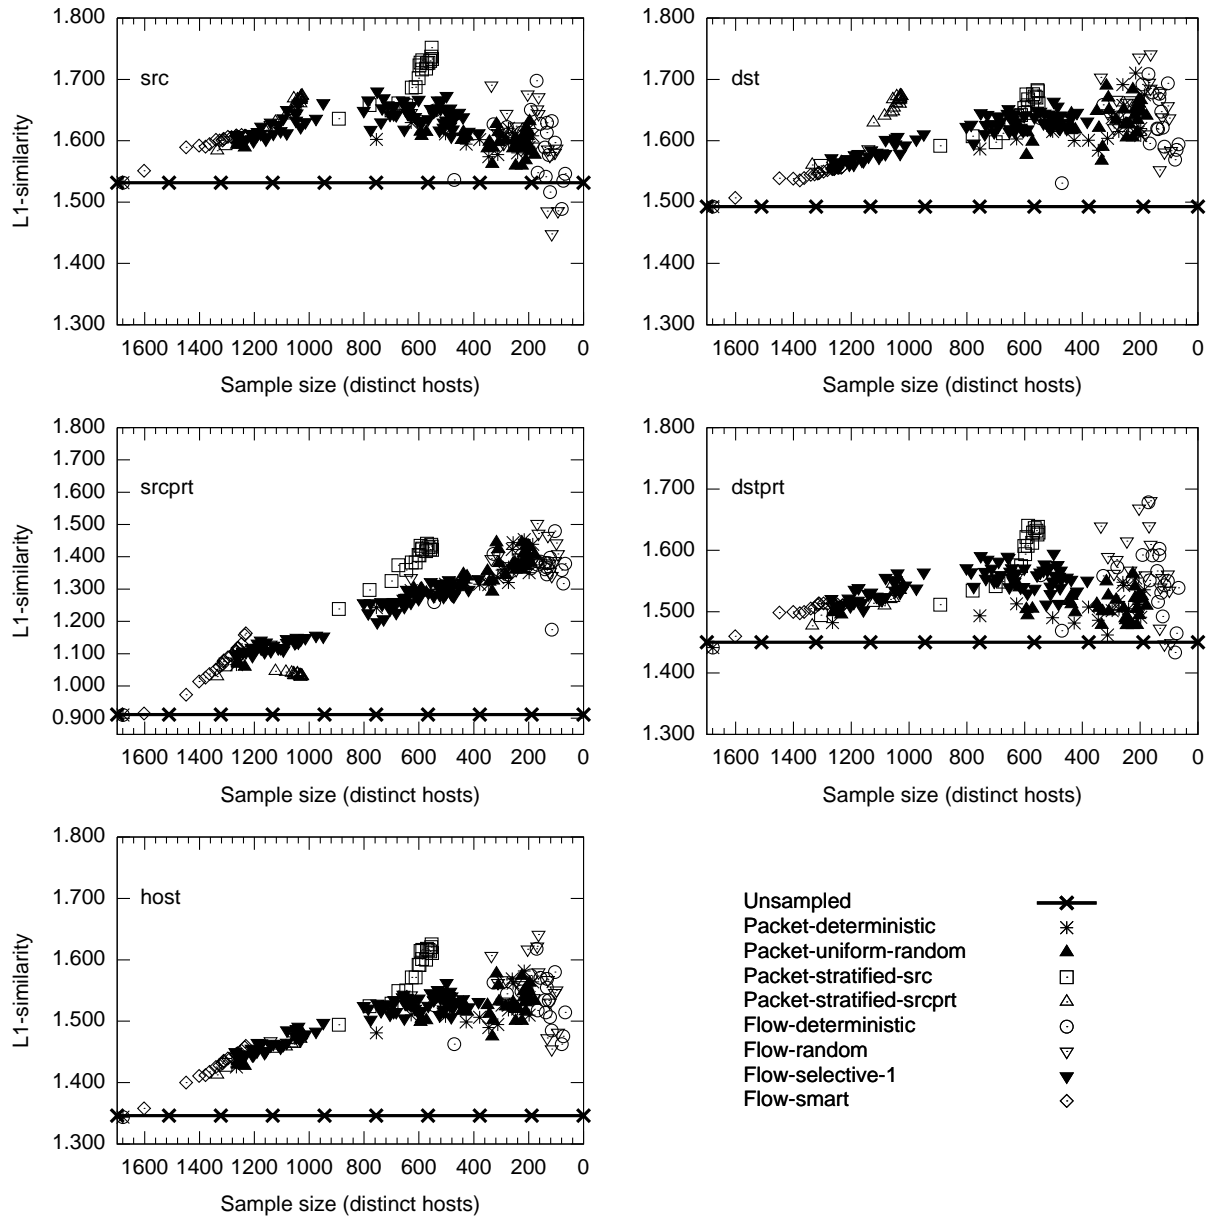 1.800
1.700
1.600
1.500
1.400
1.300
L1-similarity
src
1600 1400 1200 1000 800 600 400 200 0
Sample size (distinct hosts)
1.800
1.700
1.600
1.500
1.400
1.300
dst
1600 1400 1200 1000 800 600 400 200 0
Sample size (distinct hosts)
1.800
1.700
1.600
1.500
1.400
1.300
1.200
1.100
1.000
0.900
L1-similarity
srcprt
1600 1400 1200 1000 800 600 400 200 0
Sample size (distinct hosts)
1.800
1.700
1.600
1.500
1.400
1.300
dstprt
1600 1400 1200 1000 800 600 400 200 0
Sample size (distinct hosts)
1.800
1.700
1.600
1.500
1.400
1.300
L1-similarity
host
1600 1400 1200 1000 800 600 400 200 0
Sample size (distinct hosts)
Unsampled
Packet-deterministic
Packet-uniform-random
Packet-stratified-src
Packet-stratified-srcprt
Flow-deterministic
Flow-random
Flow-selective-1
Flow-smart